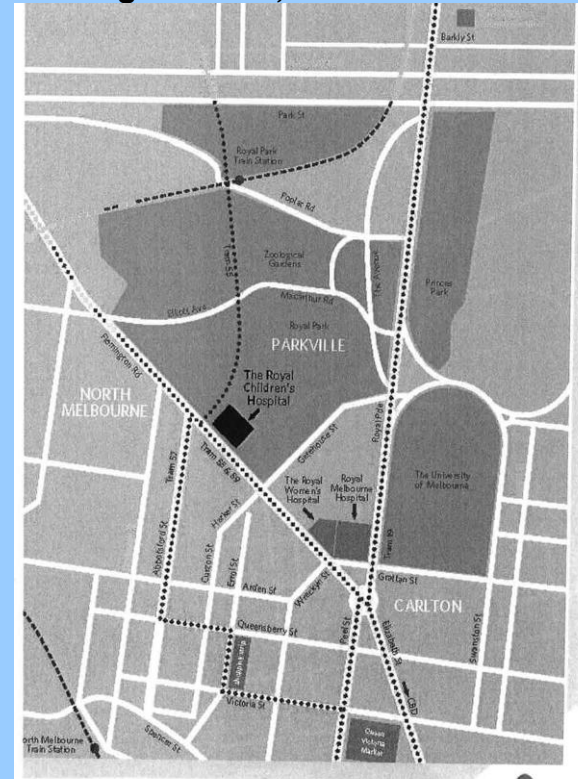 Barkly St
Park St
Royal Park
Train Station
Poplar Rd
Tram 55
Zoological
Gardens
The Avenue
Princes
Park
Elliott Ave
Macarthur Rd
Royal Park
PARKVILLE
Flemington Rd
The Royal
Children's
Hospital
NORTH
MELBOURNE
Royal Pde
Gatehouse St
Tram 57
Tram 55 & 59
The University
of Melbourne
Royal
Melbourne
Hospital
The Royal
Women's
Hospital
Harker St
Tram 19
Abbotsford St
Curzon St
Errol St
Arden St
Wreckyn St
Grattan St
CARLTON
Swanston St
Queensberry St
Peel St
Elizabeth St
Victoria St
CBD
Spencer St
North Melbourne
Train Station
Queen
Victoria
Market